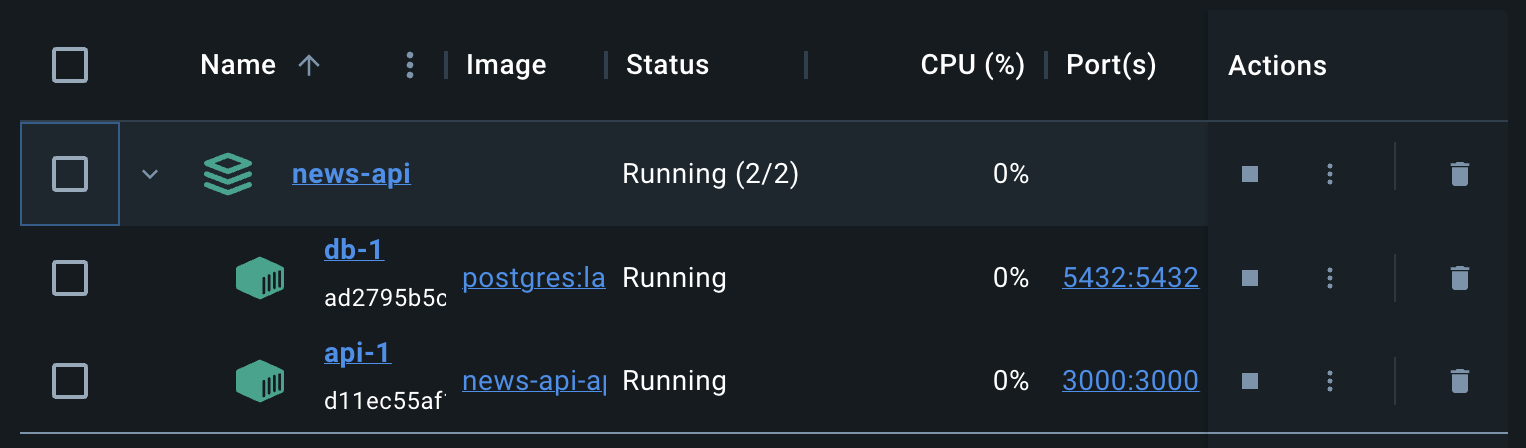 Name Image Status CPU (%) Port(s) Actions
news-api Running (2/2) 0%
db-1
ad2795b5c postgres:la Running 0% 5432:5432
api-1
d11ec55af news-api-a Running 0% 3000:3000